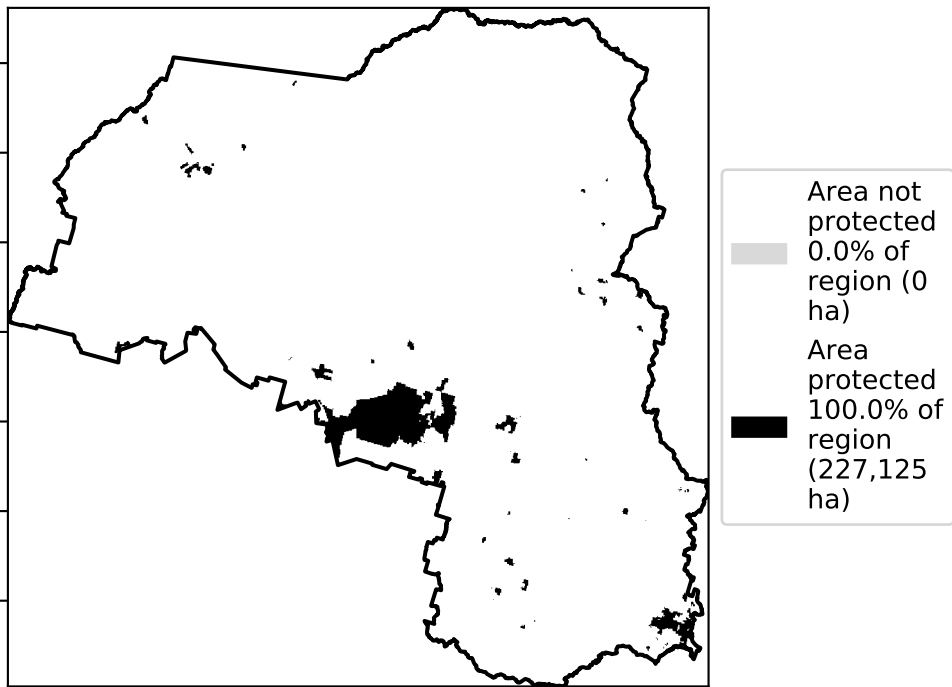 Area not
protected
0.0% of
region (0
ha)
Area
protected
100.0% of
region
(227,125
ha)